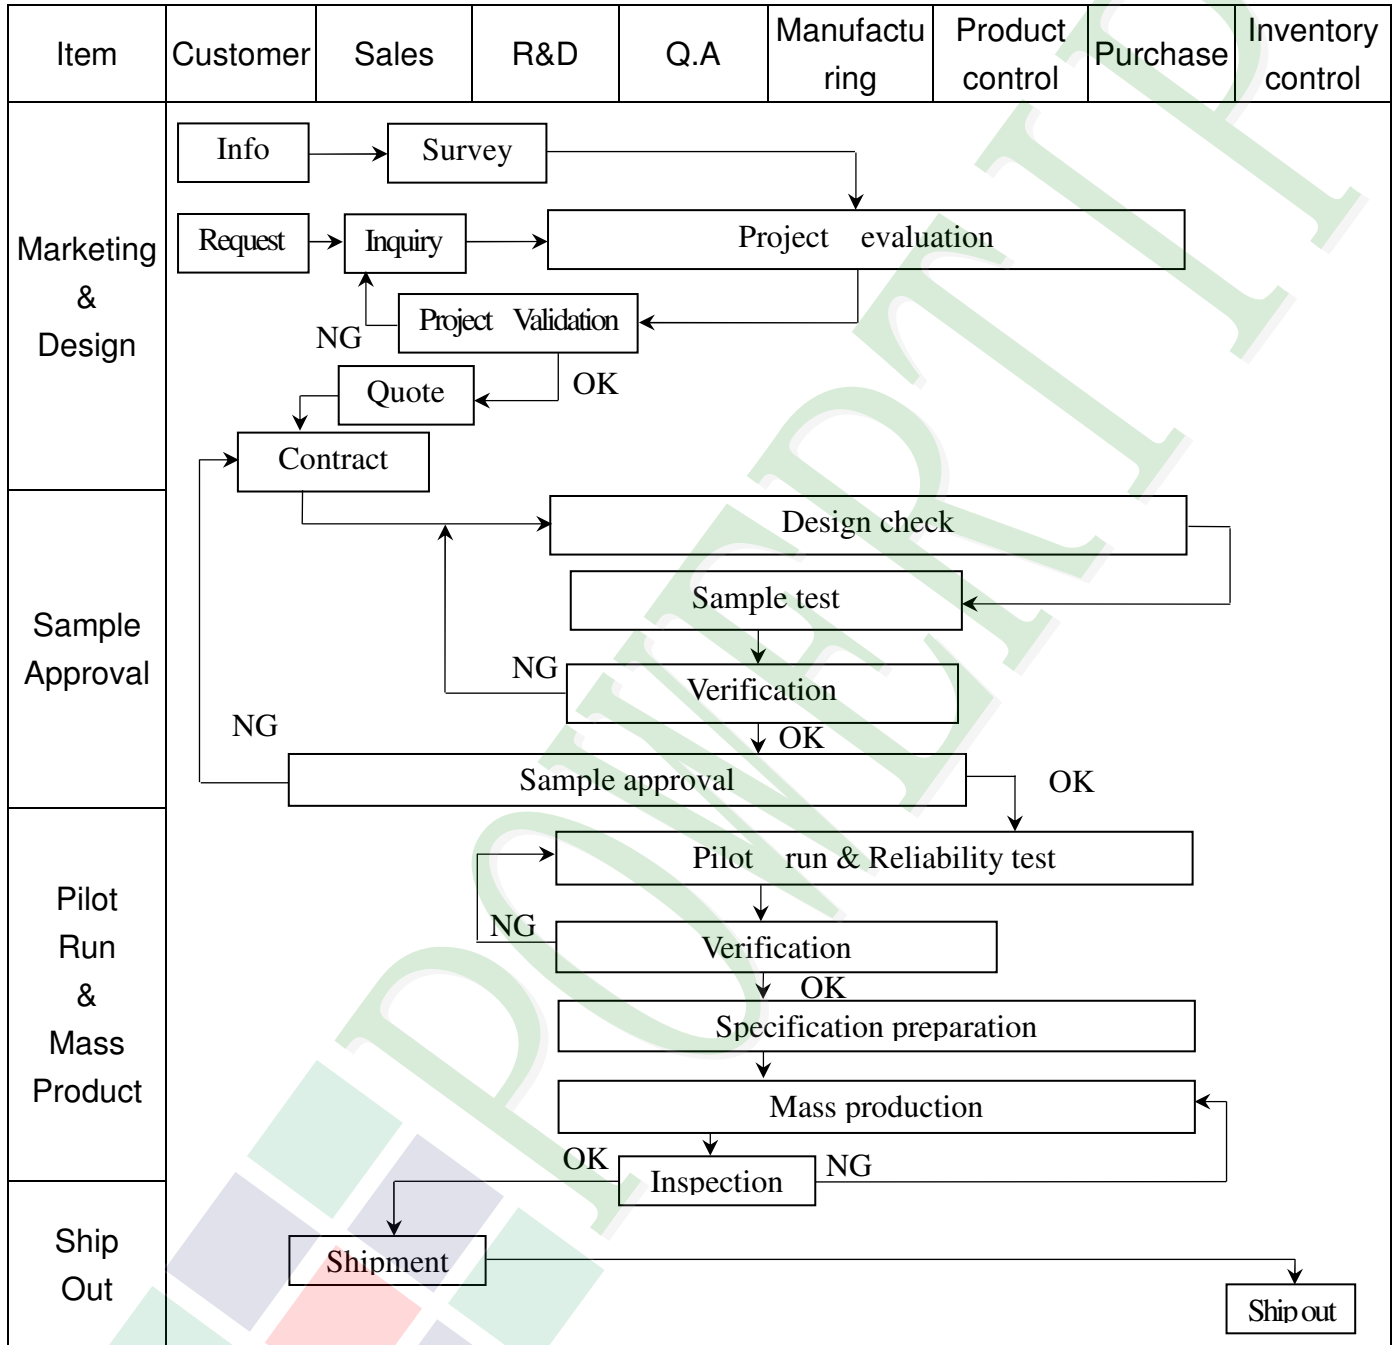 Item
Customer
Sales
R&D
Q.A
Manufactu
ring
Product
control
Purchase
Inventory
control
Marketing
&
Design
Info
Survey
Request
Inquiry
Project evaluation
NG
Project Validation
Quote
OK
Contract
Sample
Approval
Design check
Sample test
NG
Verification
NG
OK
Sample approval
OK
Pilot
Run
&
Mass
Product
Pilot run & Reliability test
NG
Verification
OK
Specification preparation
Mass production
OK
Inspection
NG
Ship
Out
Shipment
Ship out
POWERTIP